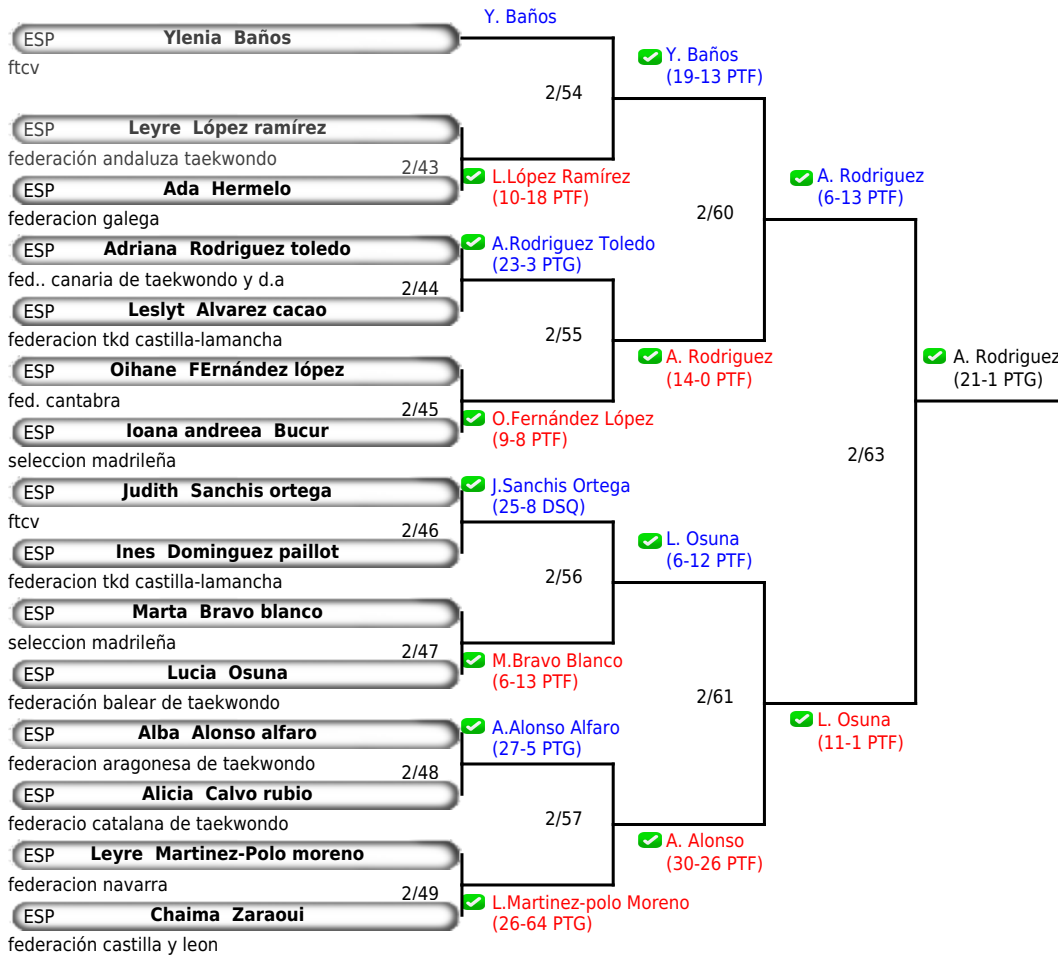 Y. Baños
ESP Ylenia Baños
ftcv
Y. Baños
(19-13 PTF)
2/54
ESP Leyre López ramírez
federación andaluza taekwondo
2/43
L.López Ramírez
(10-18 PTF)
ESP Ada Hermelo
federacion galega
A. Rodriguez
(6-13 PTF)
2/60
ESP Adriana Rodriguez toledo
fed.. canaria de taekwondo y d.a
A.Rodriguez Toledo
(23-3 PTG)
2/44
ESP Leslyt Alvarez cacao
federacion tkd castilla-lamancha
2/55
ESP Oihane FErnández lópez
fed. cantabra
A. Rodriguez
(14-0 PTF)
A. Rodriguez
(21-1 PTG)
2/45
O.Fernández López
(9-8 PTF)
ESP Ioana andreea Bucur
seleccion madrileña
2/63
ESP Judith Sanchis ortega
ftcv
J.Sanchis Ortega
(25-8 DSQ)
2/46
ESP Ines Dominguez paillot
federacion tkd castilla-lamancha
L. Osuna
(6-12 PTF)
2/56
ESP Marta Bravo blanco
seleccion madrileña
2/47
M.Bravo Blanco
(6-13 PTF)
ESP Lucia Osuna
federación balear de taekwondo
2/61
L. Osuna
(11-1 PTF)
ESP Alba Alonso alfaro
federacion aragonesa de taekwondo
A.Alonso Alfaro
(27-5 PTG)
2/48
ESP Alicia Calvo rubio
federacio catalana de taekwondo
2/57
A. Alonso
(30-26 PTF)
ESP Leyre Martinez-Polo moreno
federacion navarra
2/49
L.Martinez-polo Moreno
(26-64 PTG)
ESP Chaima Zaraoui
federación castilla y leon